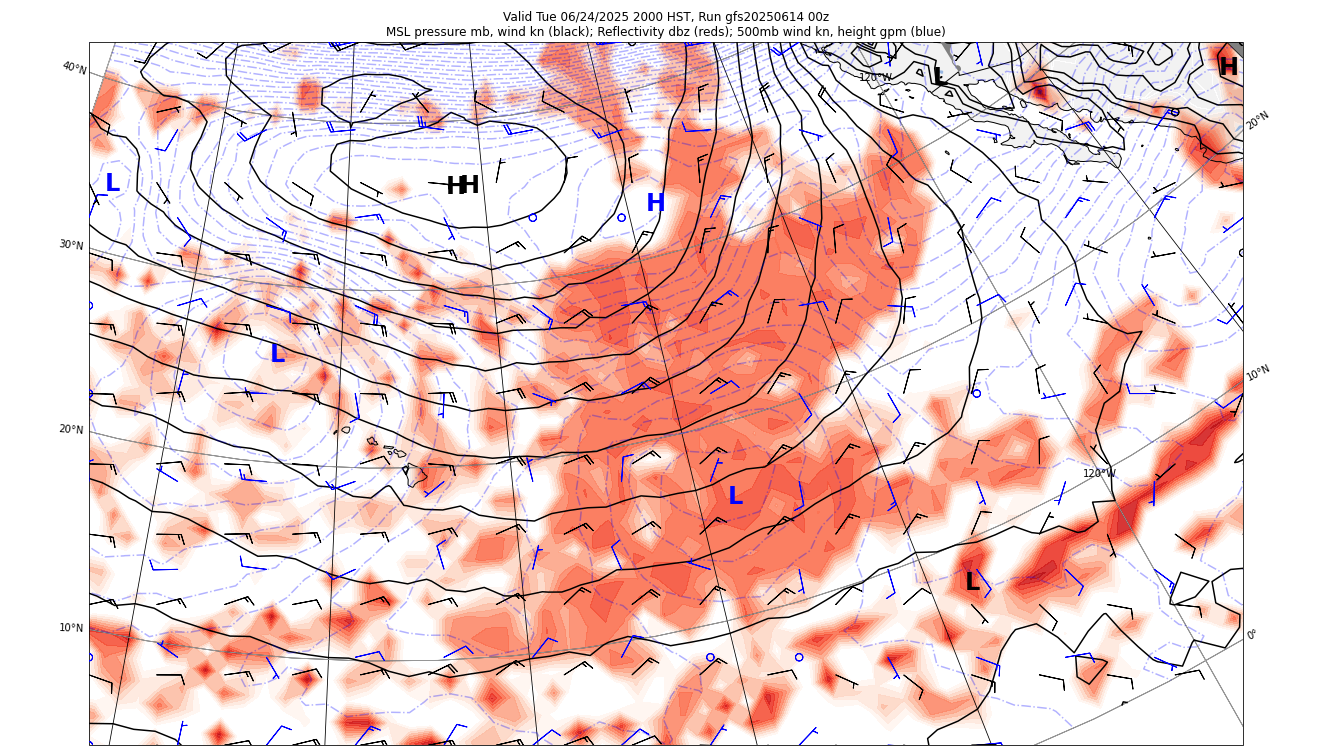 Valid Tue 06/24/2025 2000 HST, Run gfs20250614 00z
MSL pressure mb, wind kn (black); Reflectivity dbz (reds); 500mb wind kn, height gpm (blue)
40°N
120°W
L
H
20°N
L
H
H
H
30°N
L
10°N
20°N
120°W
L
L
10°N
0°